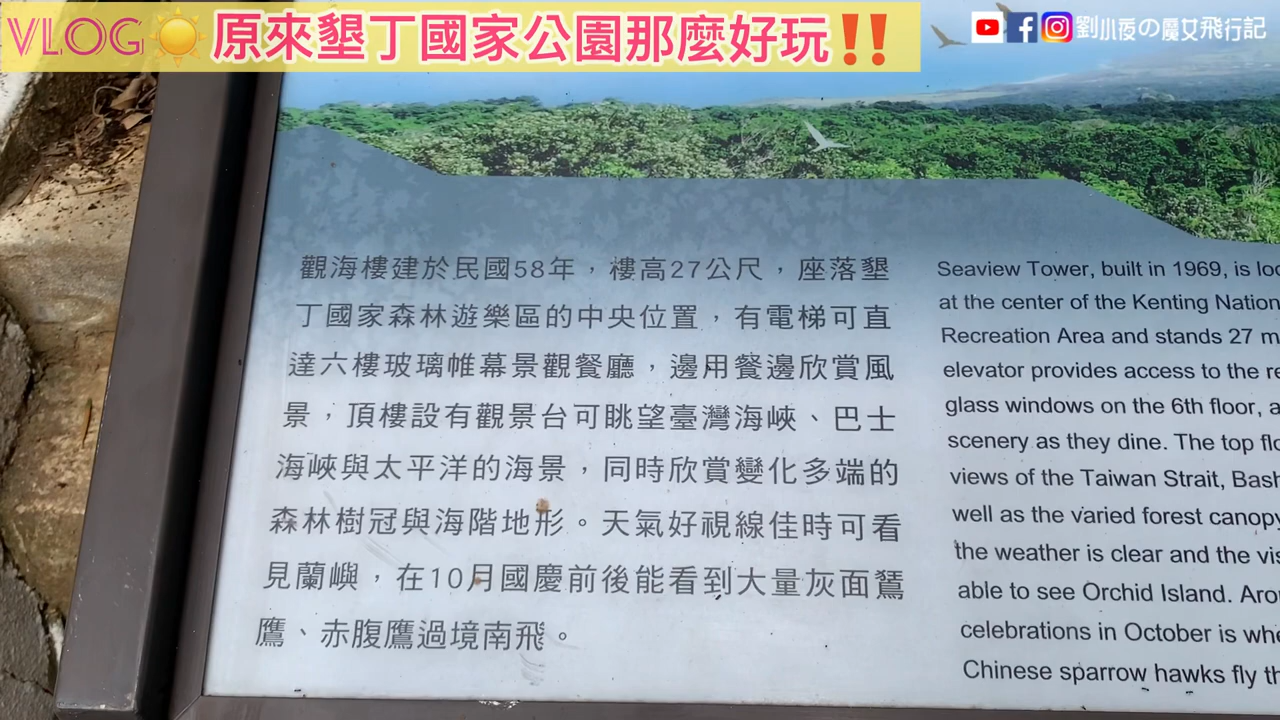 VLOG☀️原來墾丁國家公園那麼好玩‼️
劉小夜の魔女飛行記
觀海樓建於民國58年，樓高27公尺，座落墾
丁國家森林遊樂區的中央位置，有電梯可直
達六樓玻璃帷幕景觀餐廳，邊用餐邊欣賞風
景，頂樓設有觀景台可眺望臺灣海峽、巴士
海峽與太平洋的海景，同時欣賞變化多端的
森林樹冠與海階地形。天氣好視線佳時可看
見蘭嶼，在10月國慶前後能看到大量灰面鵟
鷹、赤腹鷹過境南飛。
Seaview Tower, built in 1969, is loc
at the center of the Kenting Nation
Recreation Area and stands 27 m
elevator provides access to the re
glass windows on the 6th floor, a
scenery as they dine. The top flo
views of the Taiwan Strait, Bash
well as the varied forest canopy
the weather is clear and the vis
able to see Orchid Island. Aro
celebrations in October is whe
Chinese sparrow hawks fly th